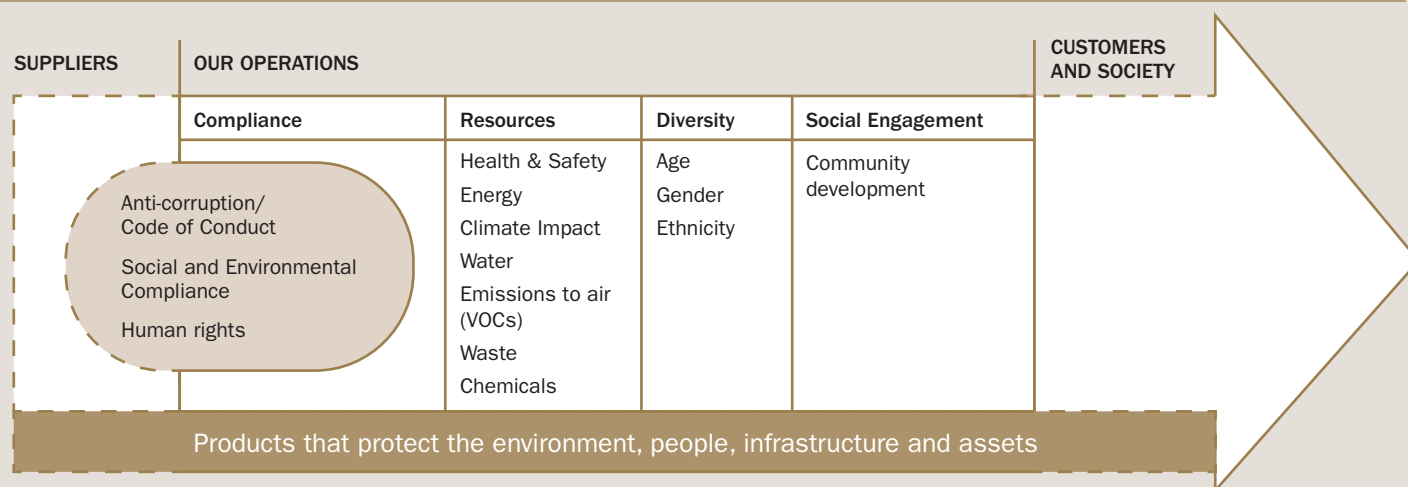 SUPPLIERS
OUR OPERATIONS
CUSTOMERS
AND SOCIETY
Compliance
Anti-corruption/
Code of Conduct
Social and Environmental
Compliance
Human rights
Resources
Health & Safety
Energy
Climate Impact
Water
Emissions to air
(VOCs)
Waste
Chemicals
Diversity
Age
Gender
Ethnicity
Social Engagement
Community
development
Products that protect the environment, people, infrastructure and assets